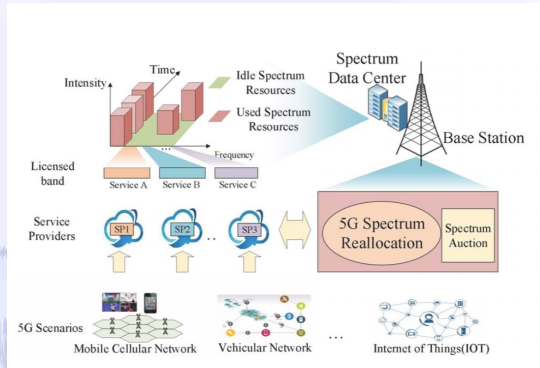 Time
Intensity
Idle Spectrum
Resources
Used Spectrum
Resources
...
Frequency
Spectrum
Data Center
Base Station
Licensed
band
Service A
Service B
Service C
Service
Providers
SP1
SP2
..
SP3
5G Spectrum
Reallocation
Spectrum
Auction
5G Scenarios
Mobile Cellular Network
Vehicular Network
...
Internet of Things(IOT)